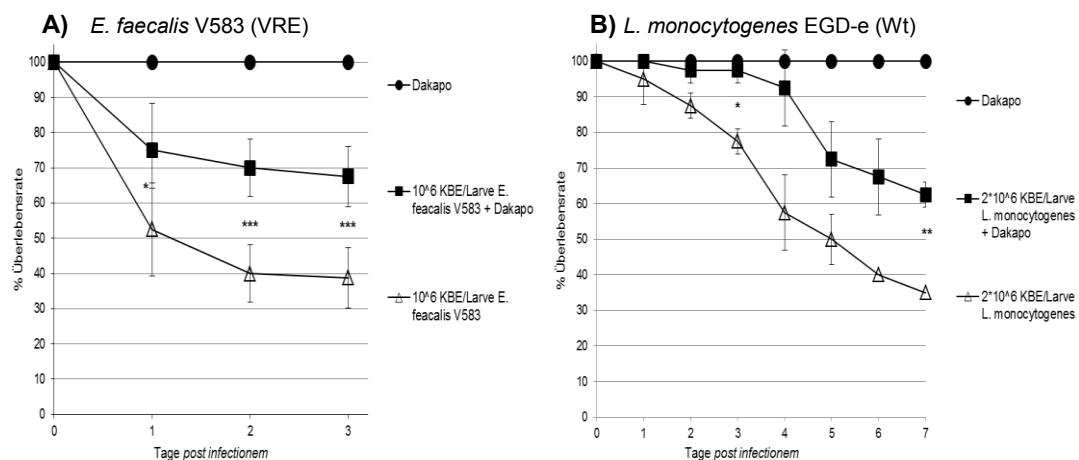 A) E. faecalis V583 (VRE)
% Überlebensrate
100
90
80
70
60
50
40
30
20
10
0
*
***
***
0 1 2 3
Tage post infectionem
Dakapo
10^6 KBE/Larve E.
feacalis V583 + Dakapo
10^6 KBE/Larve E.
feacalis V583
B) L. monocytogenes EGD-e (Wt)
% Überlebensrate
100
90
80
70
60
50
40
30
20
10
0
*
**
0 1 2 3 4 5 6 7
Tage post infectionem
Dakapo
2*10^6 KBE/Larve
L. monocytogenes
+ Dakapo
2*10^6 KBE/Larve
L. monocytogenes